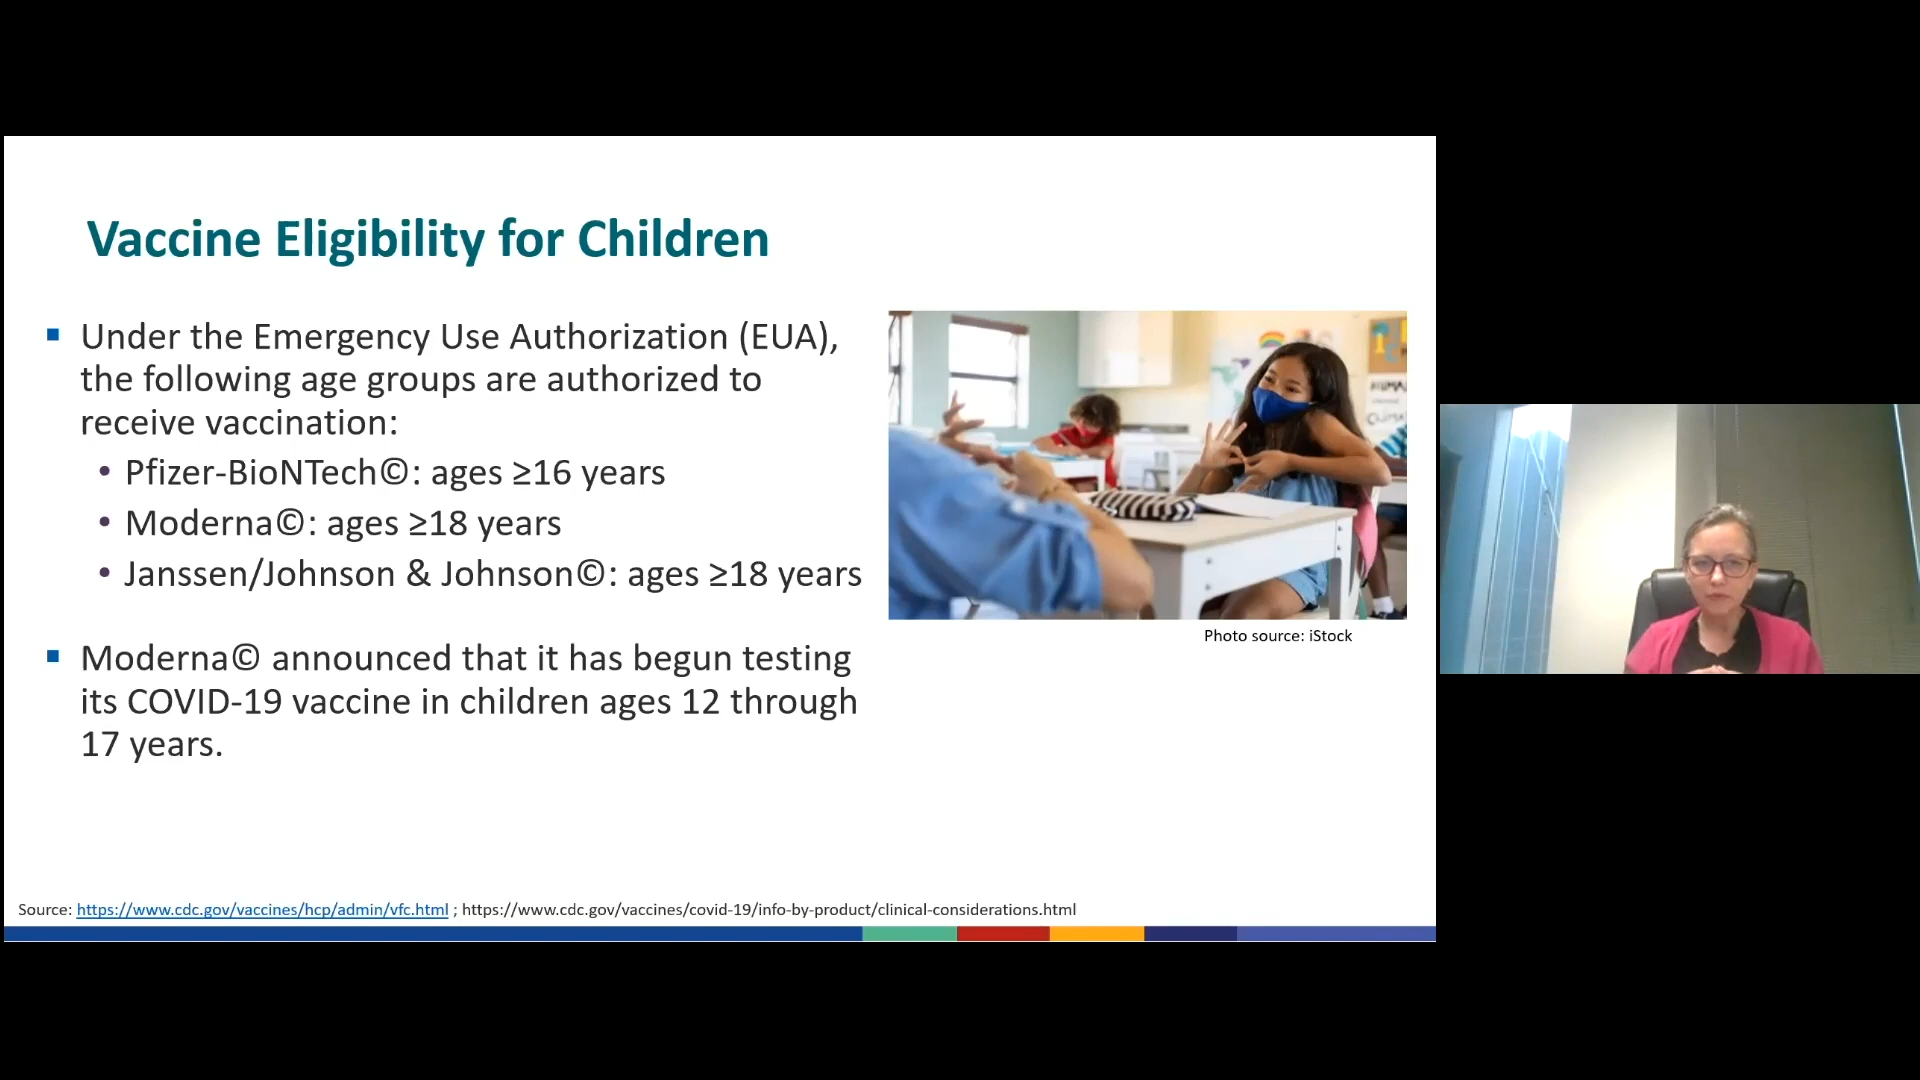 Vaccine Eligibility for Children
▪ Under the Emergency Use Authorization (EUA),
the following age groups are authorized to
receive vaccination:
• Pfizer-BioNTech©: ages ≥16 years
• Moderna©: ages ≥18 years
• Janssen/Johnson & Johnson©: ages ≥18 years
▪ Moderna© announced that it has begun testing
its COVID-19 vaccine in children ages 12 through
17 years.
Photo source: iStock
Source: https://www.cdc.gov/vaccines/hcp/admin/vfc.html ; https://www.cdc.gov/vaccines/covid-19/info-by-product/clinical-considerations.html